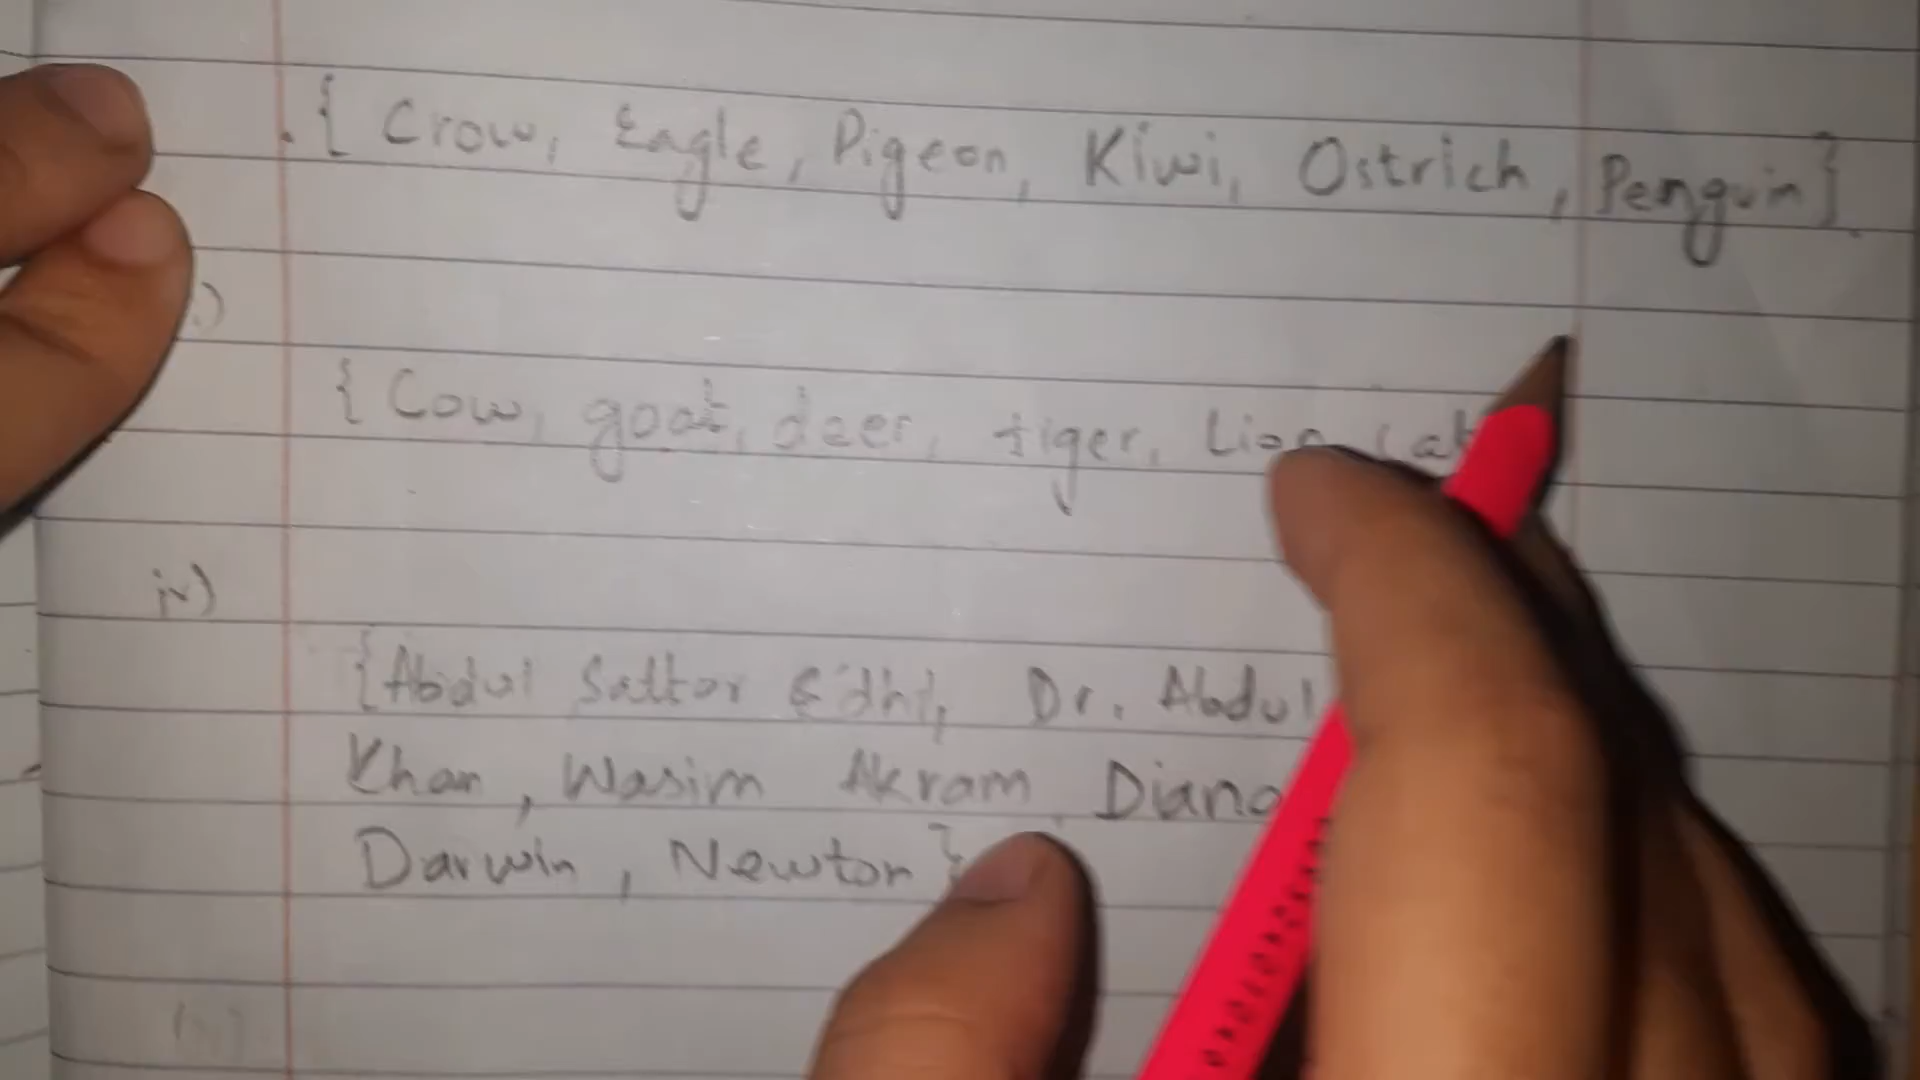 { Crow, Eagle, Pigeon, Kiwi, Ostrich, Penguin}
)
{ Cow, goat, deer, tiger, Lion
iv)
{Abdul Sattar Edhi, Dr. Abdul
Khan, Wasim Akram, Diana
Darwin, Newton}